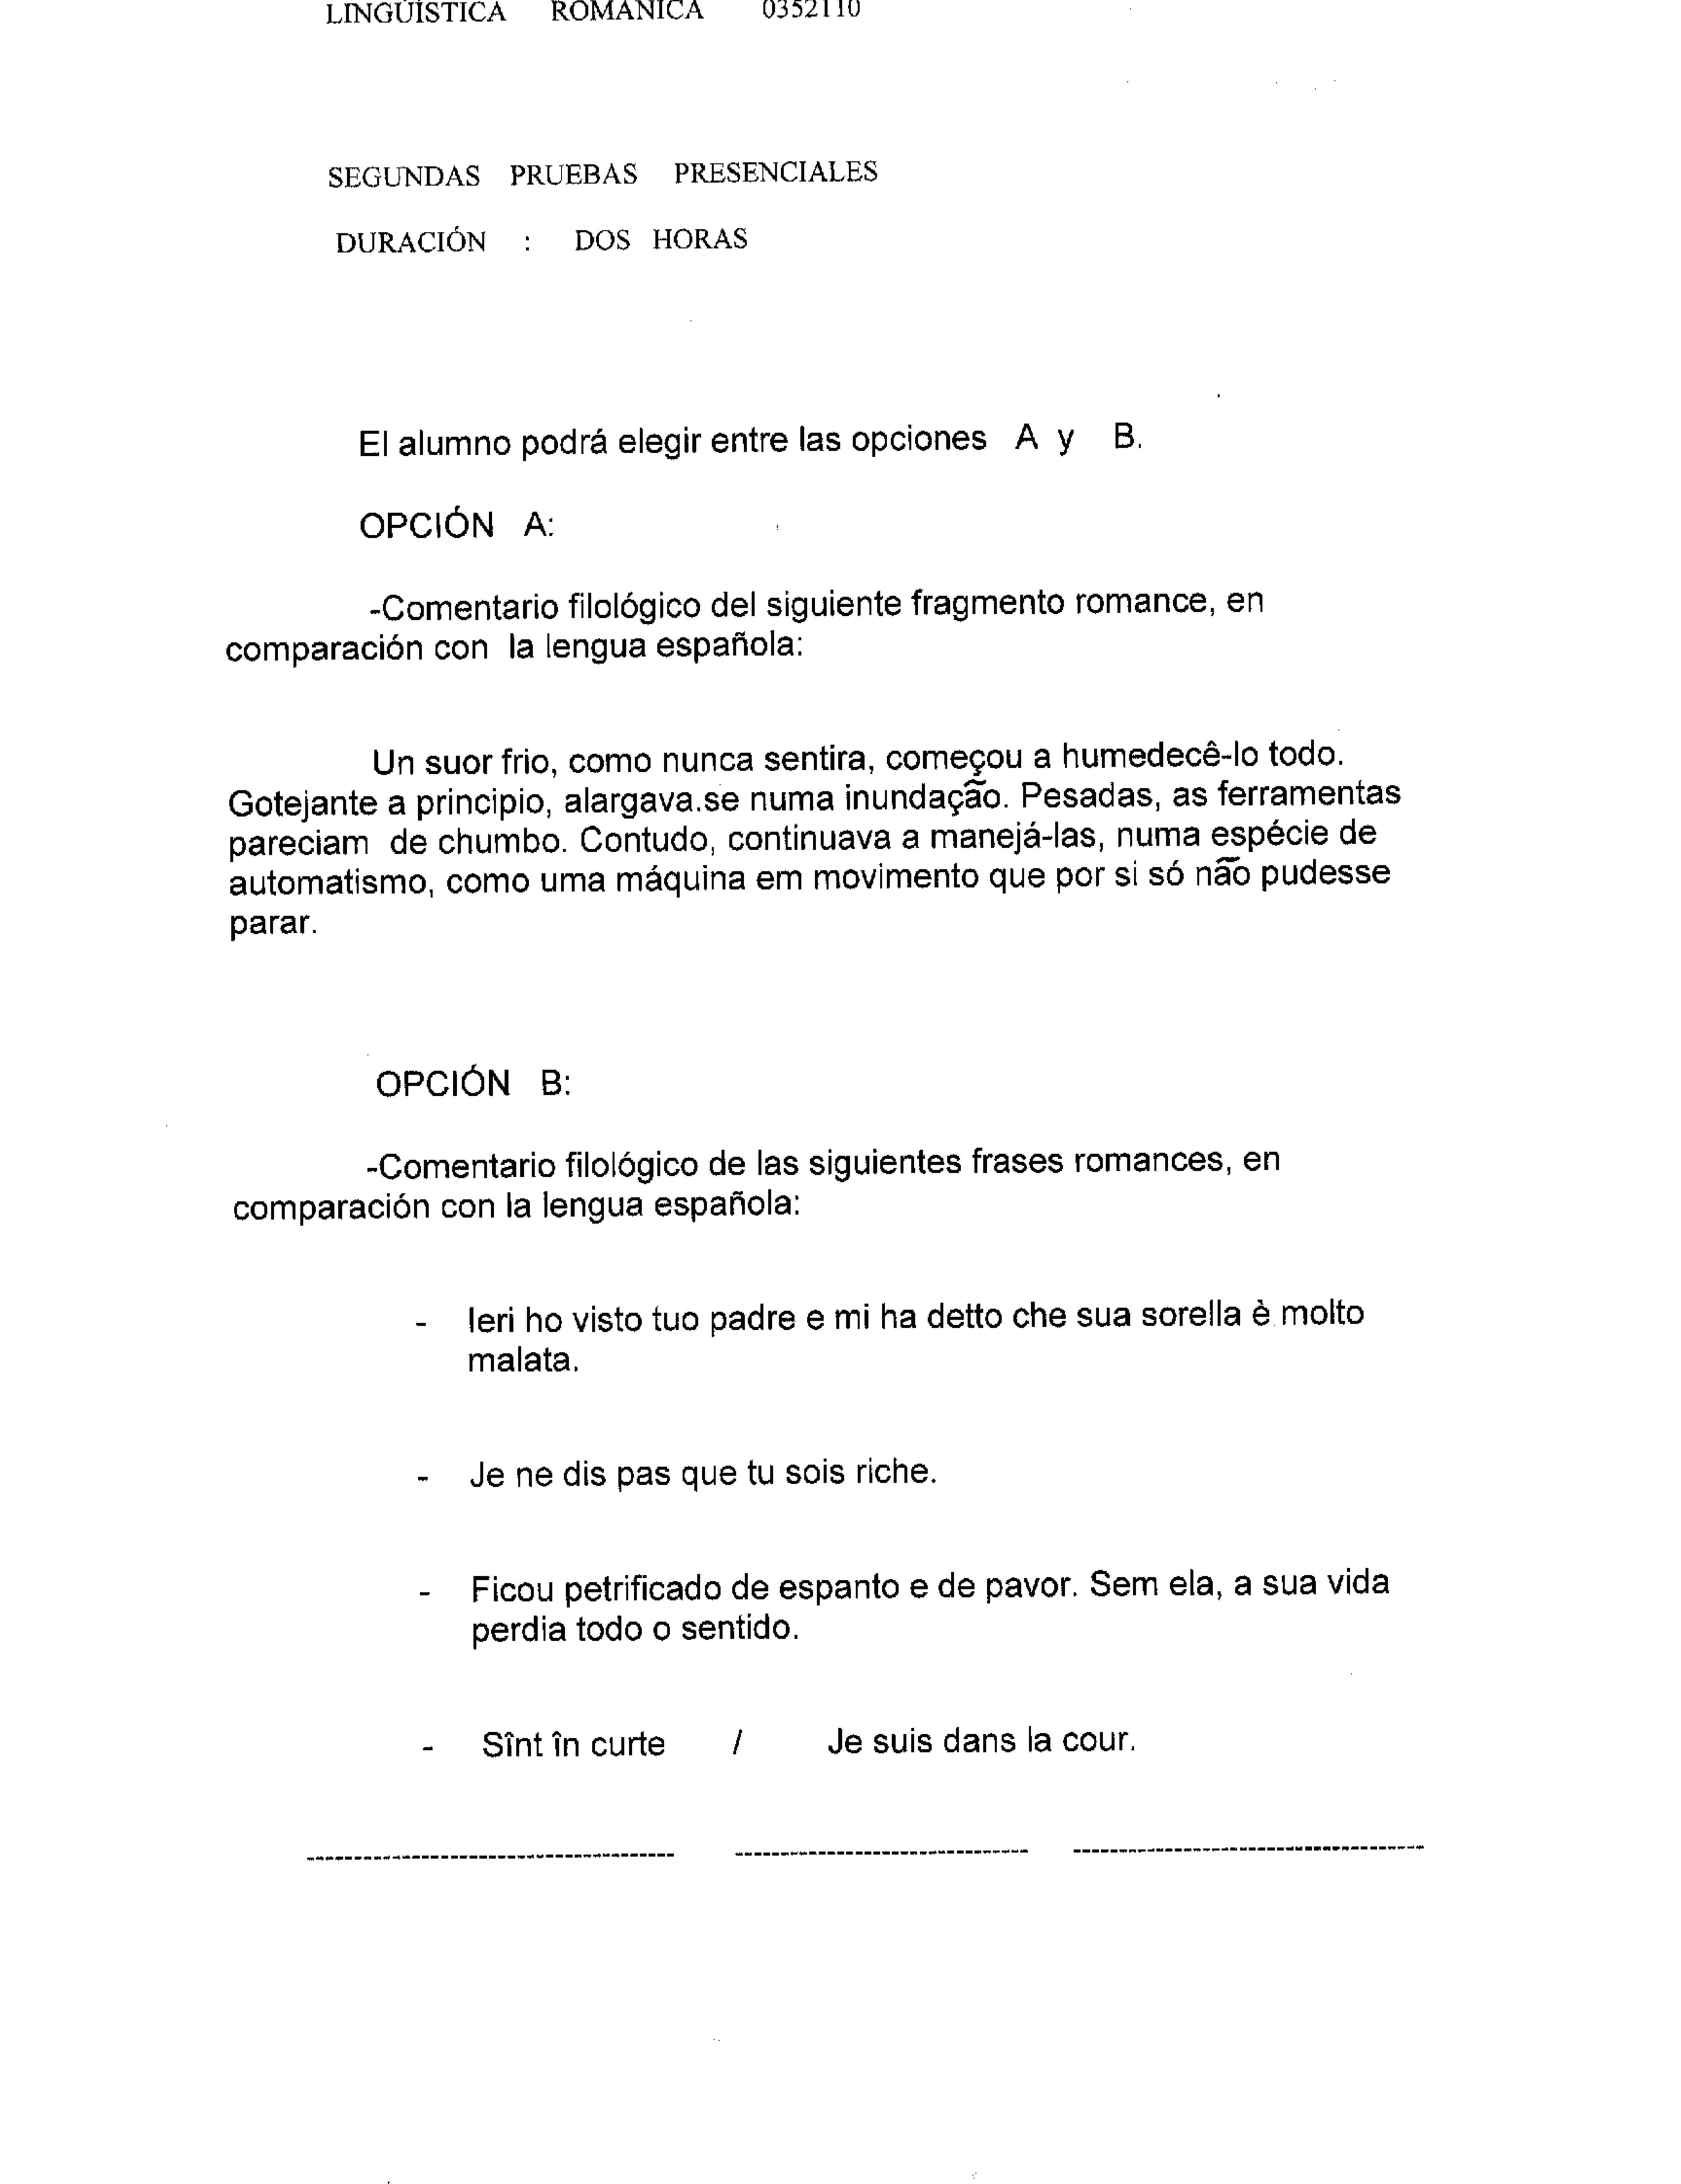 LINGÜÍSTICA ROMÁNICA 0352110
SEGUNDAS PRUEBAS PRESENCIALES
DURACIÓN : DOS HORAS
El alumno podrá elegir entre las opciones A y B.
OPCIÓN A:
-Comentario filológico del siguiente fragmento romance, en
comparación con la lengua española:
Un suor frio, como nunca sentira, começou a humedecê-lo todo.
Gotejante a principio, alargava.se numa inundação. Pesadas, as ferramentas
pareciam de chumbo. Contudo, continuava a manejá-las, numa espécie de
automatismo, como uma máquina em movimento que por si só não pudesse
parar.
OPCIÓN B:
-Comentario filológico de las siguientes frases romances, en
comparación con la lengua española:
- Ieri ho visto tuo padre e mi ha detto che sua sorella è molto
malata.
- Je ne dis pas que tu sois riche.
- Ficou petrificado de espanto e de pavor. Sem ela, a sua vida
perdia todo o sentido.
- Sînt în curte / Je suis dans la cour.